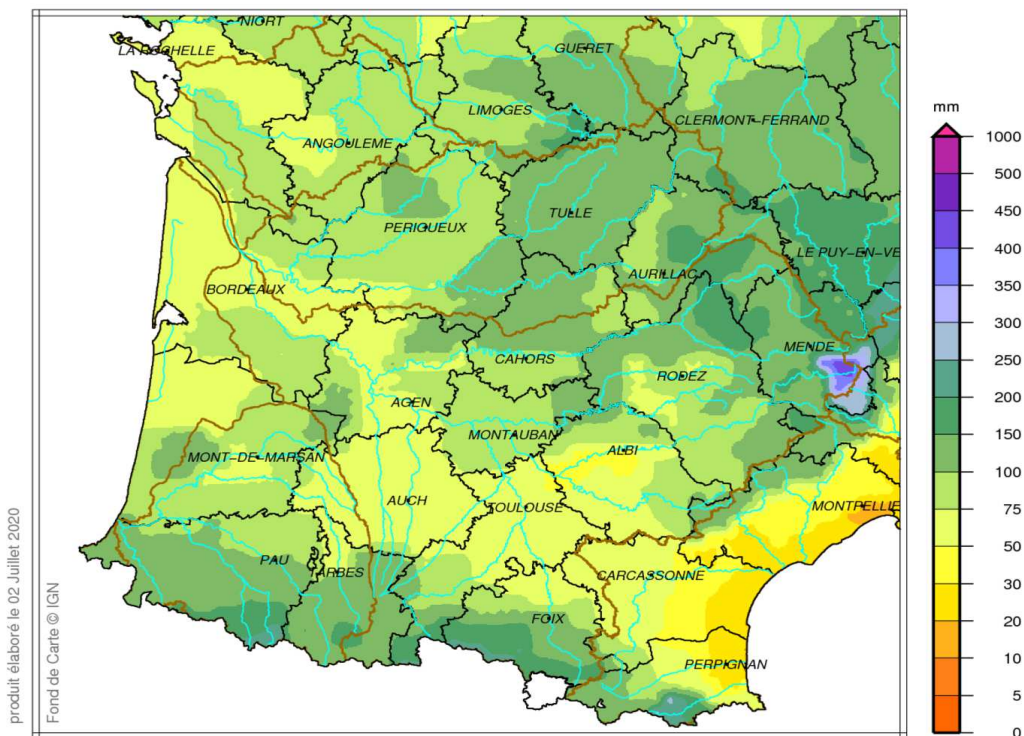 NIORT
LA ROCHELLE
GUERET
LIMOGES
CLERMONT-FERRAND
ANGOULEME
TULLE
PERIGUEUX
LE PUY-EN-VE
AURILLAC
BORDEAUX
MENDE
CAHORS
RODEZ
AGEN
MONTAUBAN
ALBI
MONT-DE-MARSAN
AUCH
TOULOUSE
MONTPELLIE
PAU
TARBES
CARCASSONNE
FOIX
PERPIGNAN
mm
1000
500
450
400
350
300
250
200
150
100
75
50
30
20
10
5
0
produit élaboré le 02 Juillet 2020
Fond de Carte © IGN